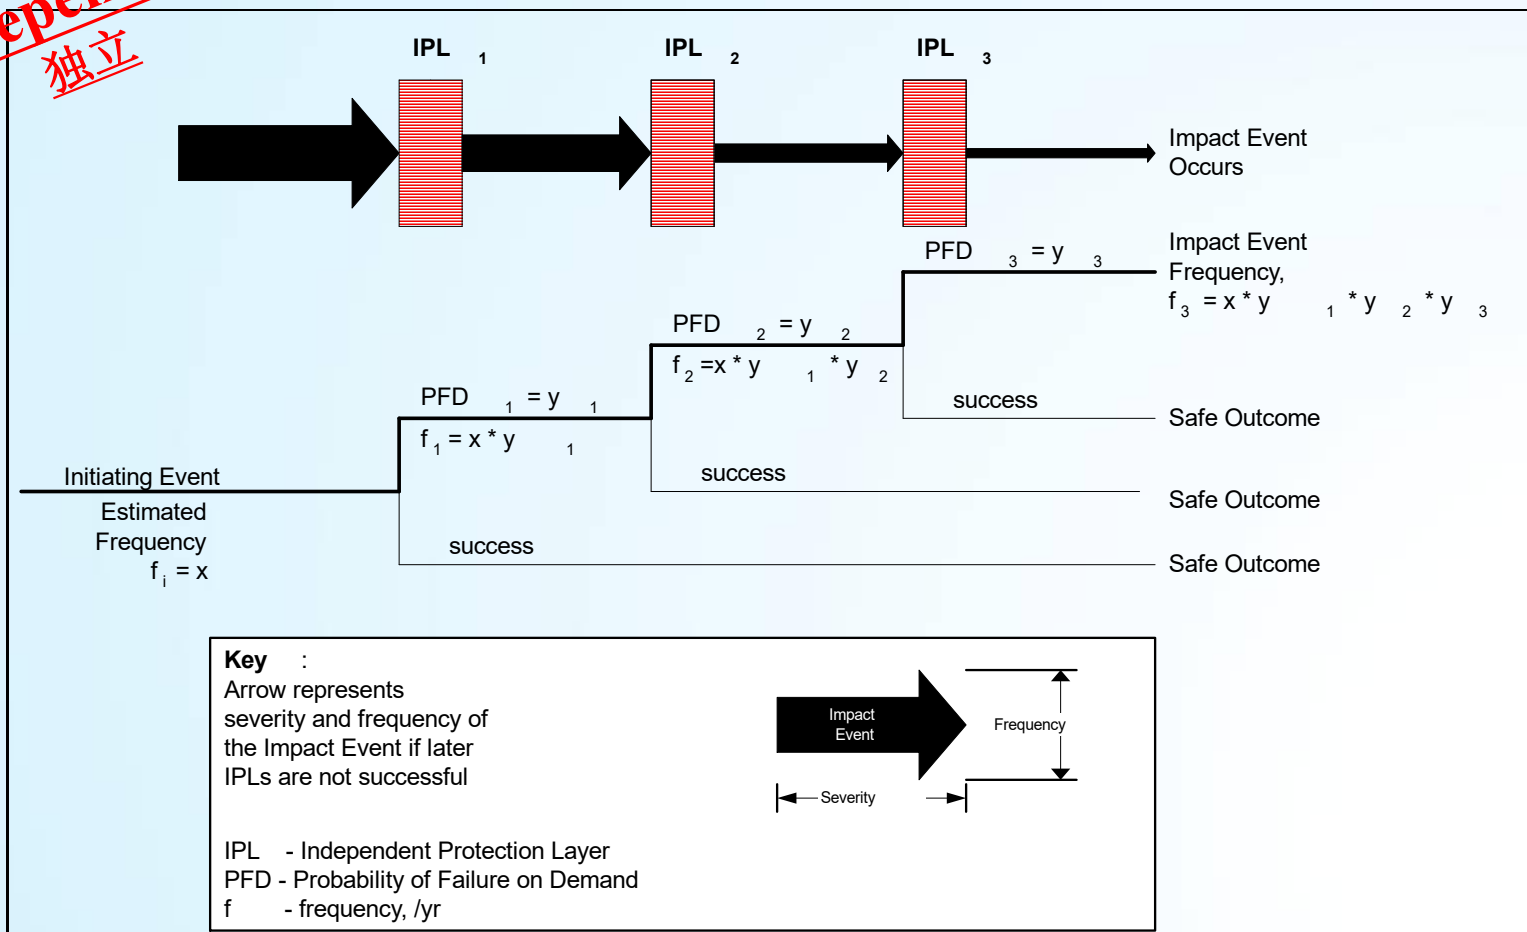 独立
IPL 1
IPL 2
IPL 3
Impact Event
Occurs
PFD 3 = y 3
Impact Event
Frequency,
f 3 = x * y 1 * y 2 * y 3
PFD 2 = y 2
f 2 =x * y 1 * y 2
PFD 1 = y 1
f 1 = x * y 1
success
Safe Outcome
Initiating Event
success
Safe Outcome
Estimated
Frequency
f i = x
success
Safe Outcome
Key :
Arrow represents
severity and frequency of
the Impact Event if later
IPLs are not successful
Impact
Event
Frequency
Severity
IPL - Independent Protection Layer
PFD - Probability of Failure on Demand
f - frequency, /yr